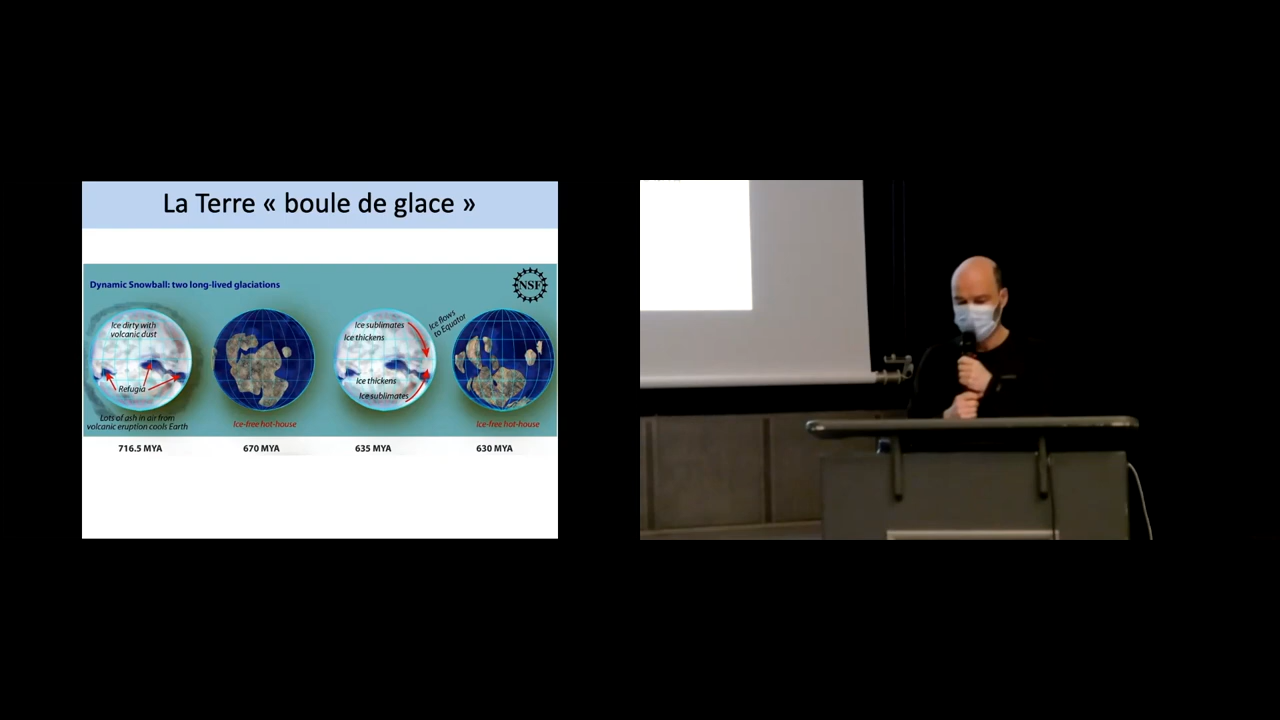 La Terre « boule de glace »
Dynamic Snowball: two long-lived glaciations
NSF
Ice dirty with
volcanic dust
Refugia
Lots of ash in air from
volcanic eruption cools Earth
Ice-free hot-house
Ice sublimates
Ice thickens
Ice thickens
Ice sublimates
Ice flows
to Equator
Ice-free hot-house
716.5 MYA
670 MYA
635 MYA
630 MYA